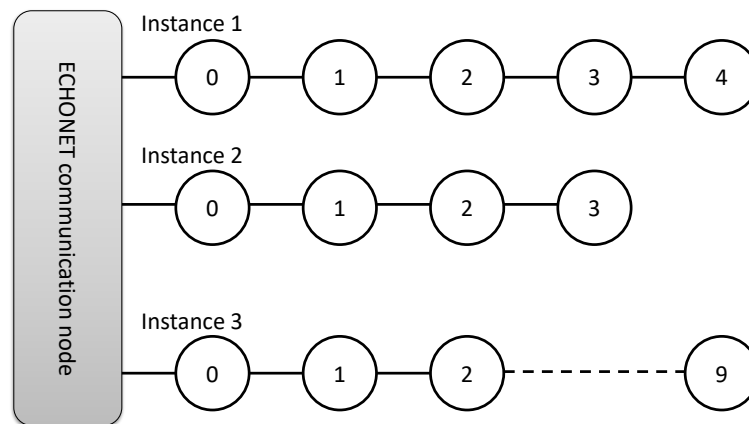 ECHONET communication node
Instance 1
0 1 2 3 4
Instance 2
0 1 2 3
Instance 3
0 1 2 9